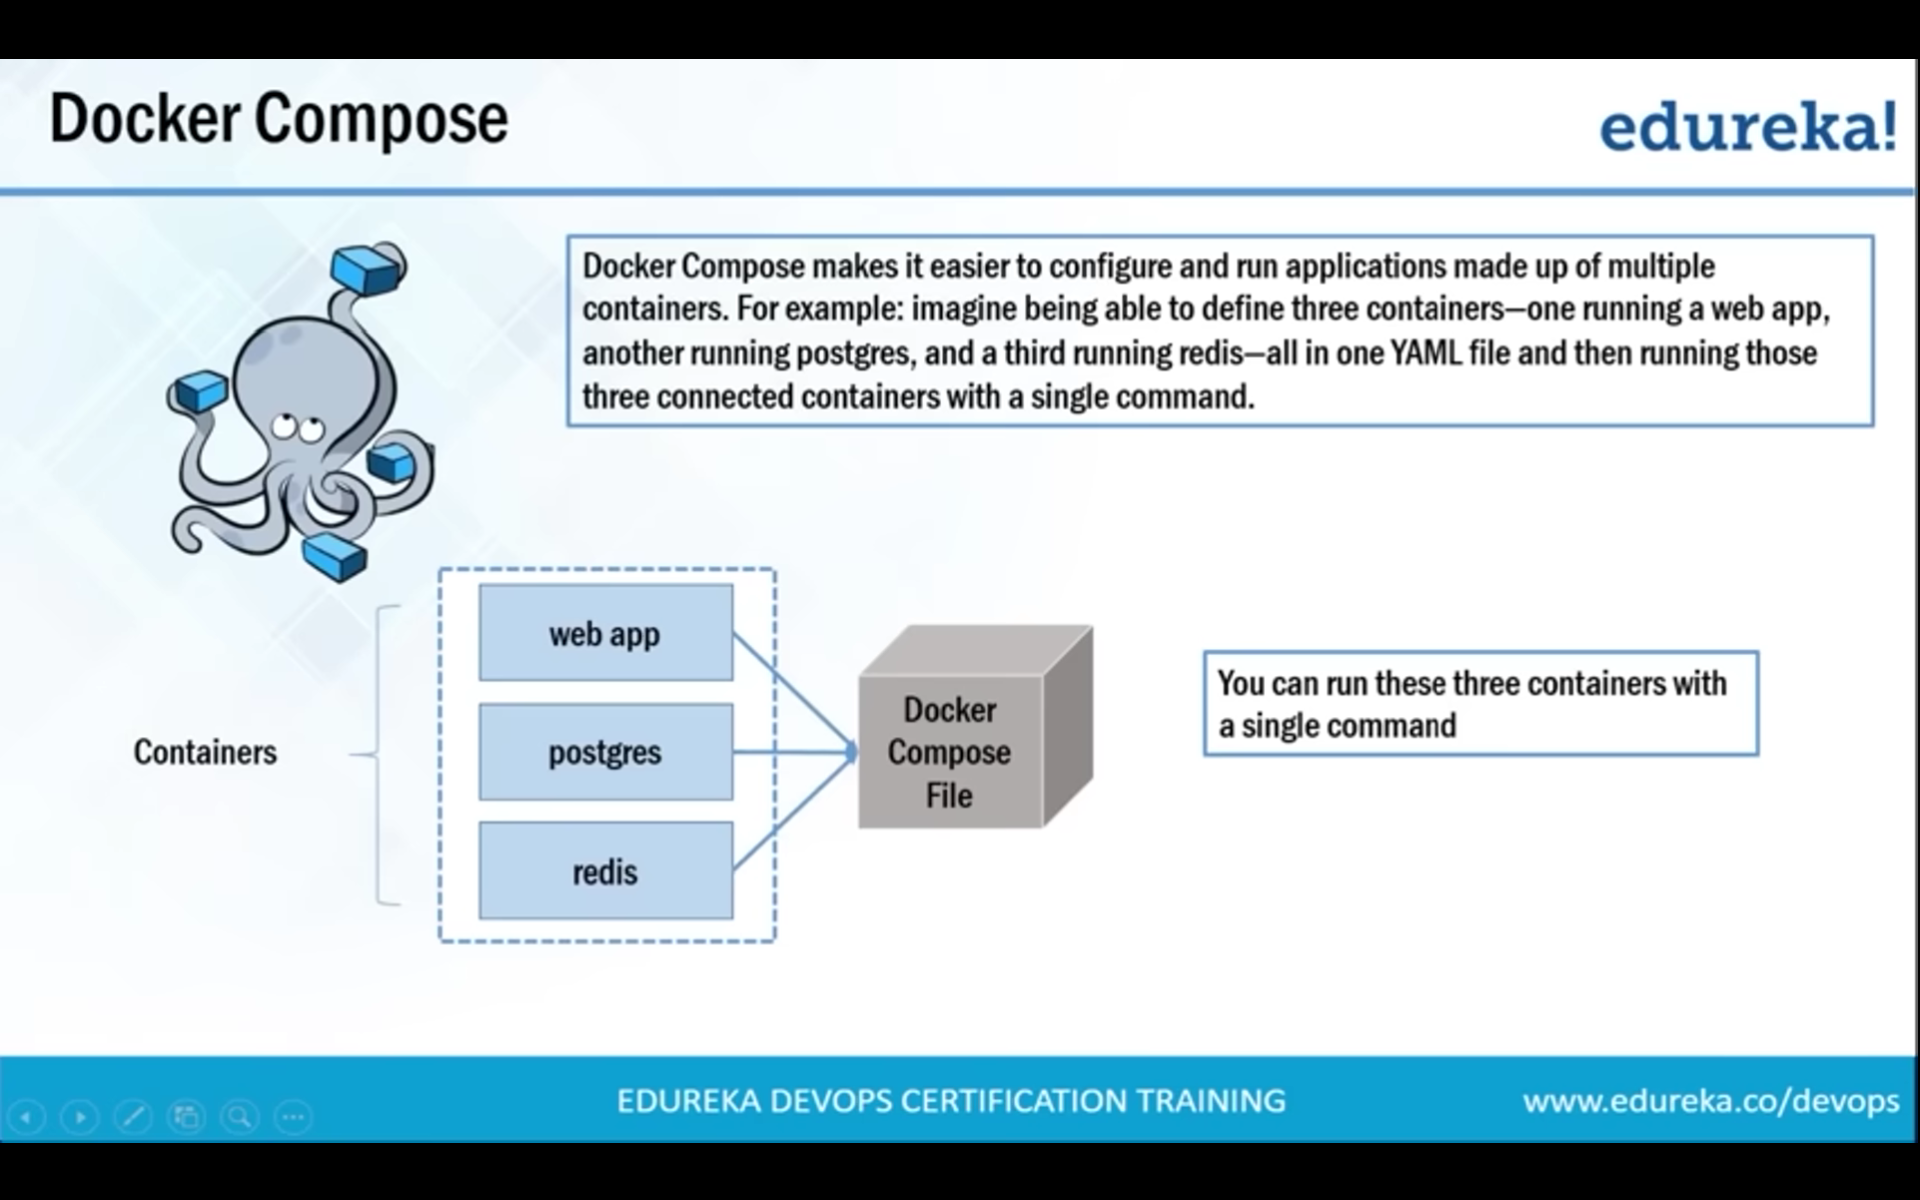 Docker Compose
edureka!
Docker Compose makes it easier to configure and run applications made up of multiple
containers. For example: imagine being able to define three containers—one running a web app,
another running postgres, and a third running redis—all in one YAML file and then running those
three connected containers with a single command.
web app
postgres
redis
Containers
Docker
Compose
File
You can run these three containers with
a single command
EDUREKA DEVOPS CERTIFICATION TRAINING
www.edureka.co/devops